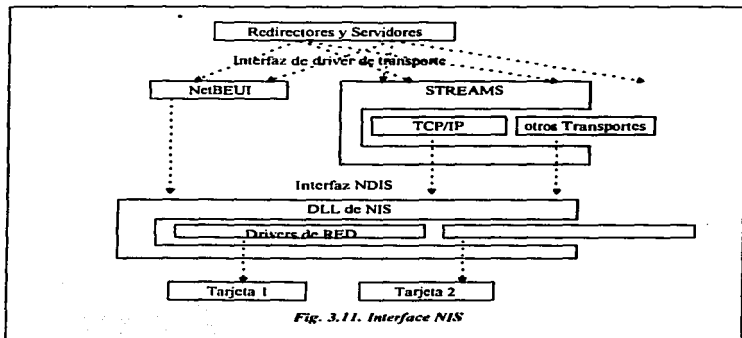 Redirectores y Servidores
Interfaz de driver de transporte
NetBEUI
STREAMS
TCP/IP
otros Transportes
Interfaz NDIS
DLL de NIS
Drivers de RED
Tarjeta 1
Tarjeta 2
Fig. 3.11. Interface NIS